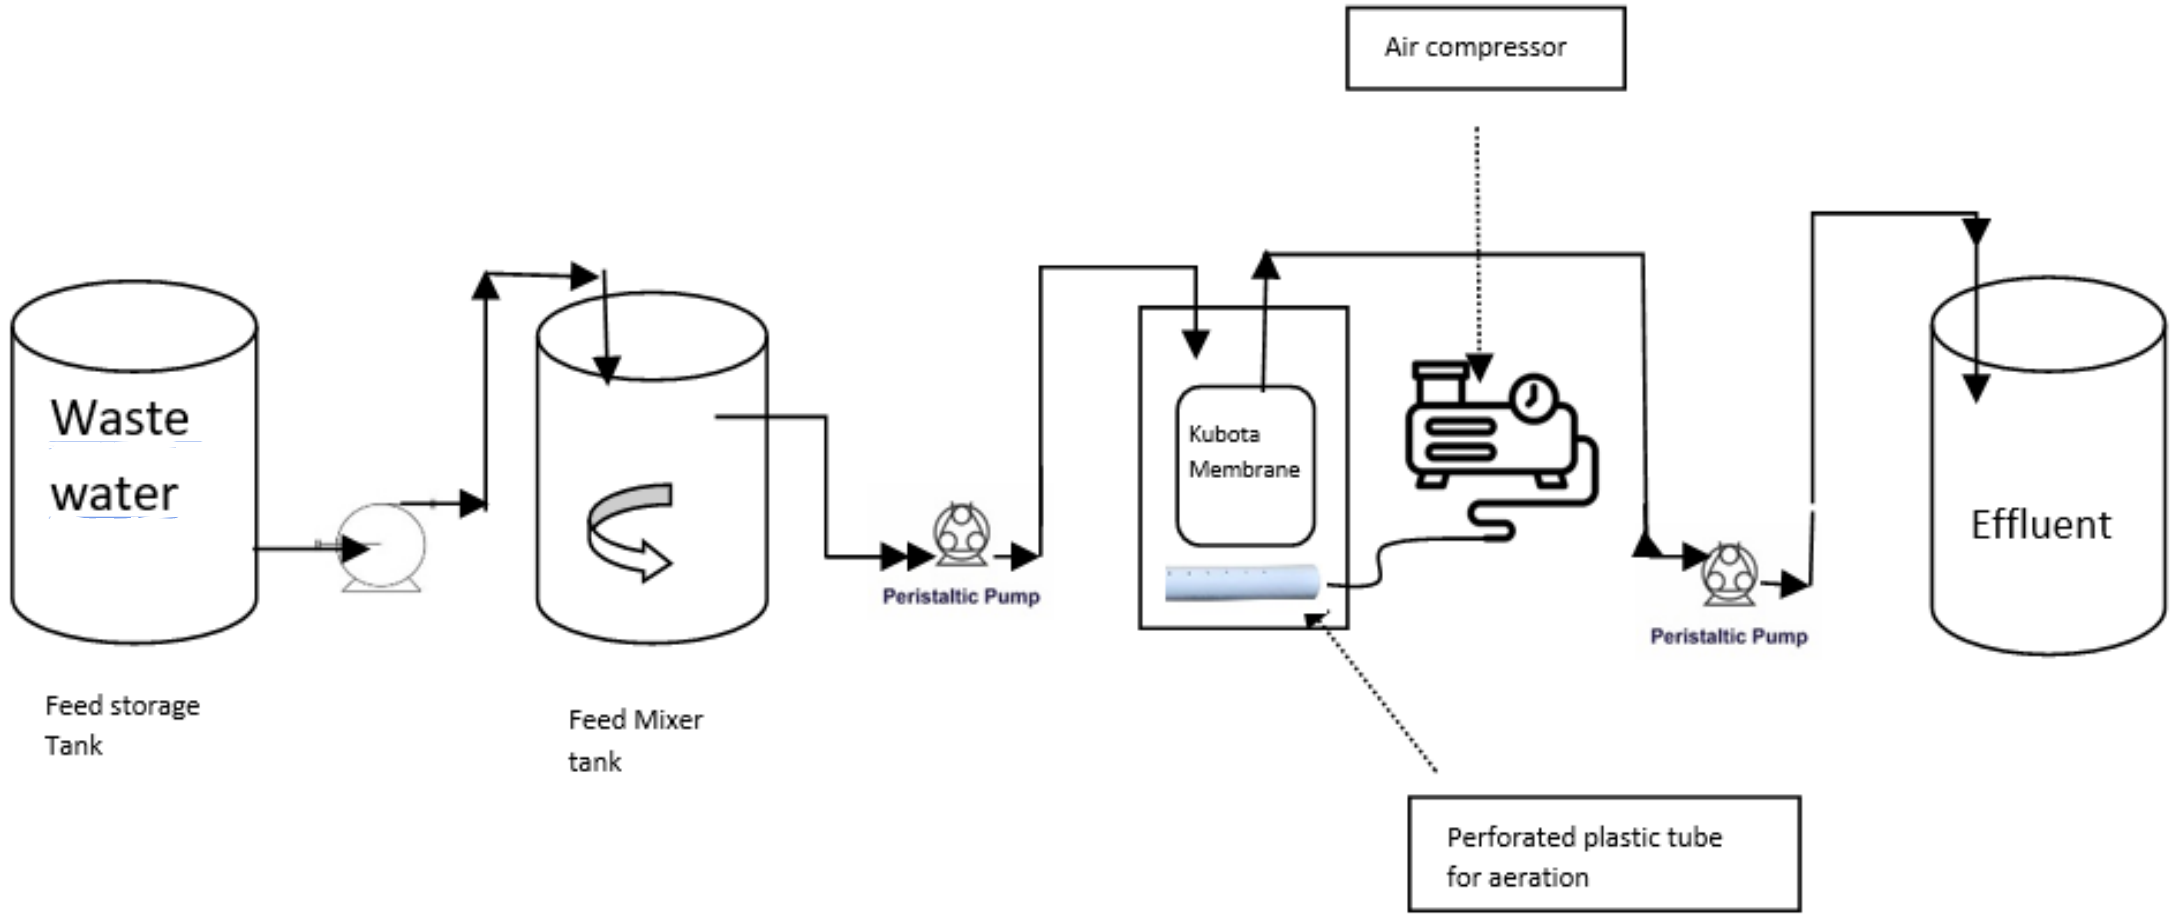 Air compressor
Waste
water
Kubota
Membrane
Effluent
Peristaltic Pump
Peristaltic Pump
Feed storage
Tank
Feed Mixer
tank
Perforated plastic tube
for aeration